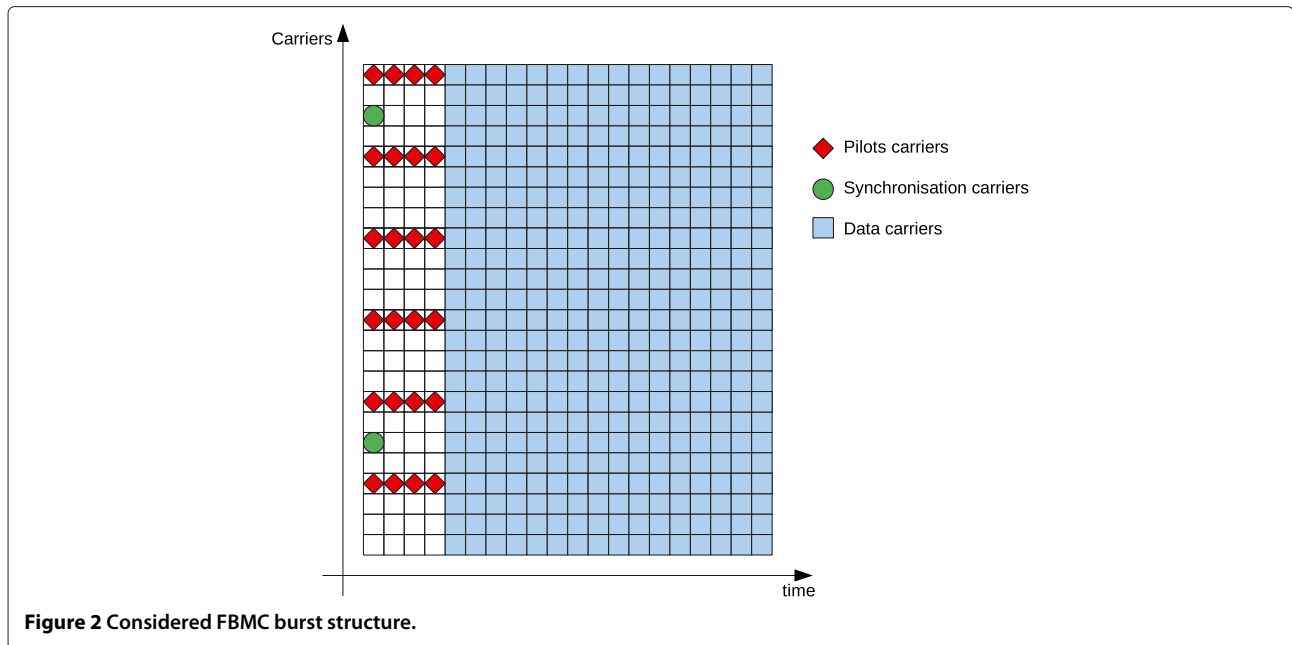 Carriers
Pilots carriers
Synchronisation carriers
Data carriers
time
Figure 2 Considered FBMC burst structure.